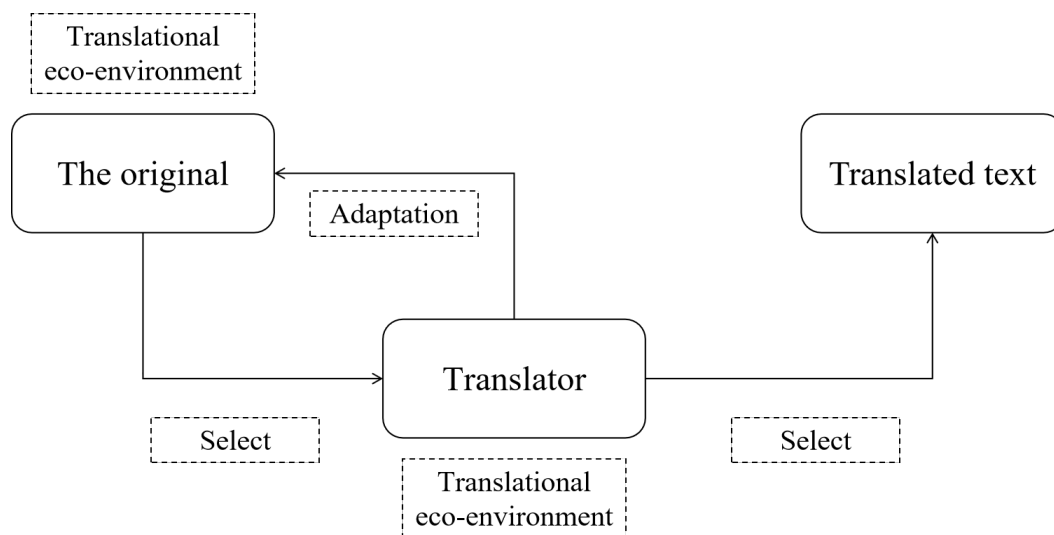 Translational
eco-environment
The original
Translated text
Adaptation
Translator
Select
Select
Translational
eco-environment